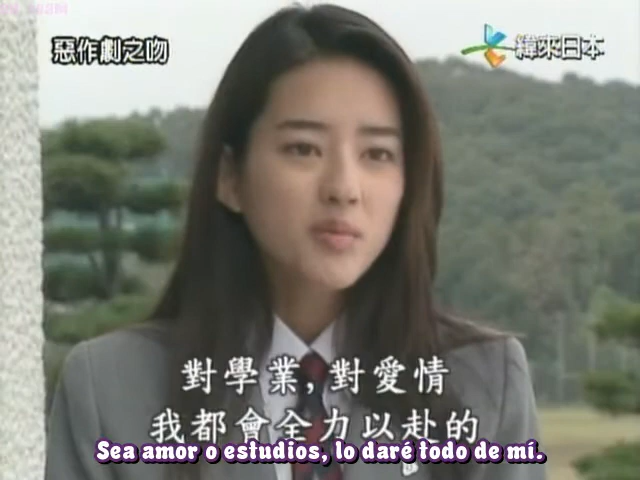 惡作劇之吻
緯來日本
對學業,對愛情
我都會全力以赴的
Sea amor o estudios, lo daré todo de mí.